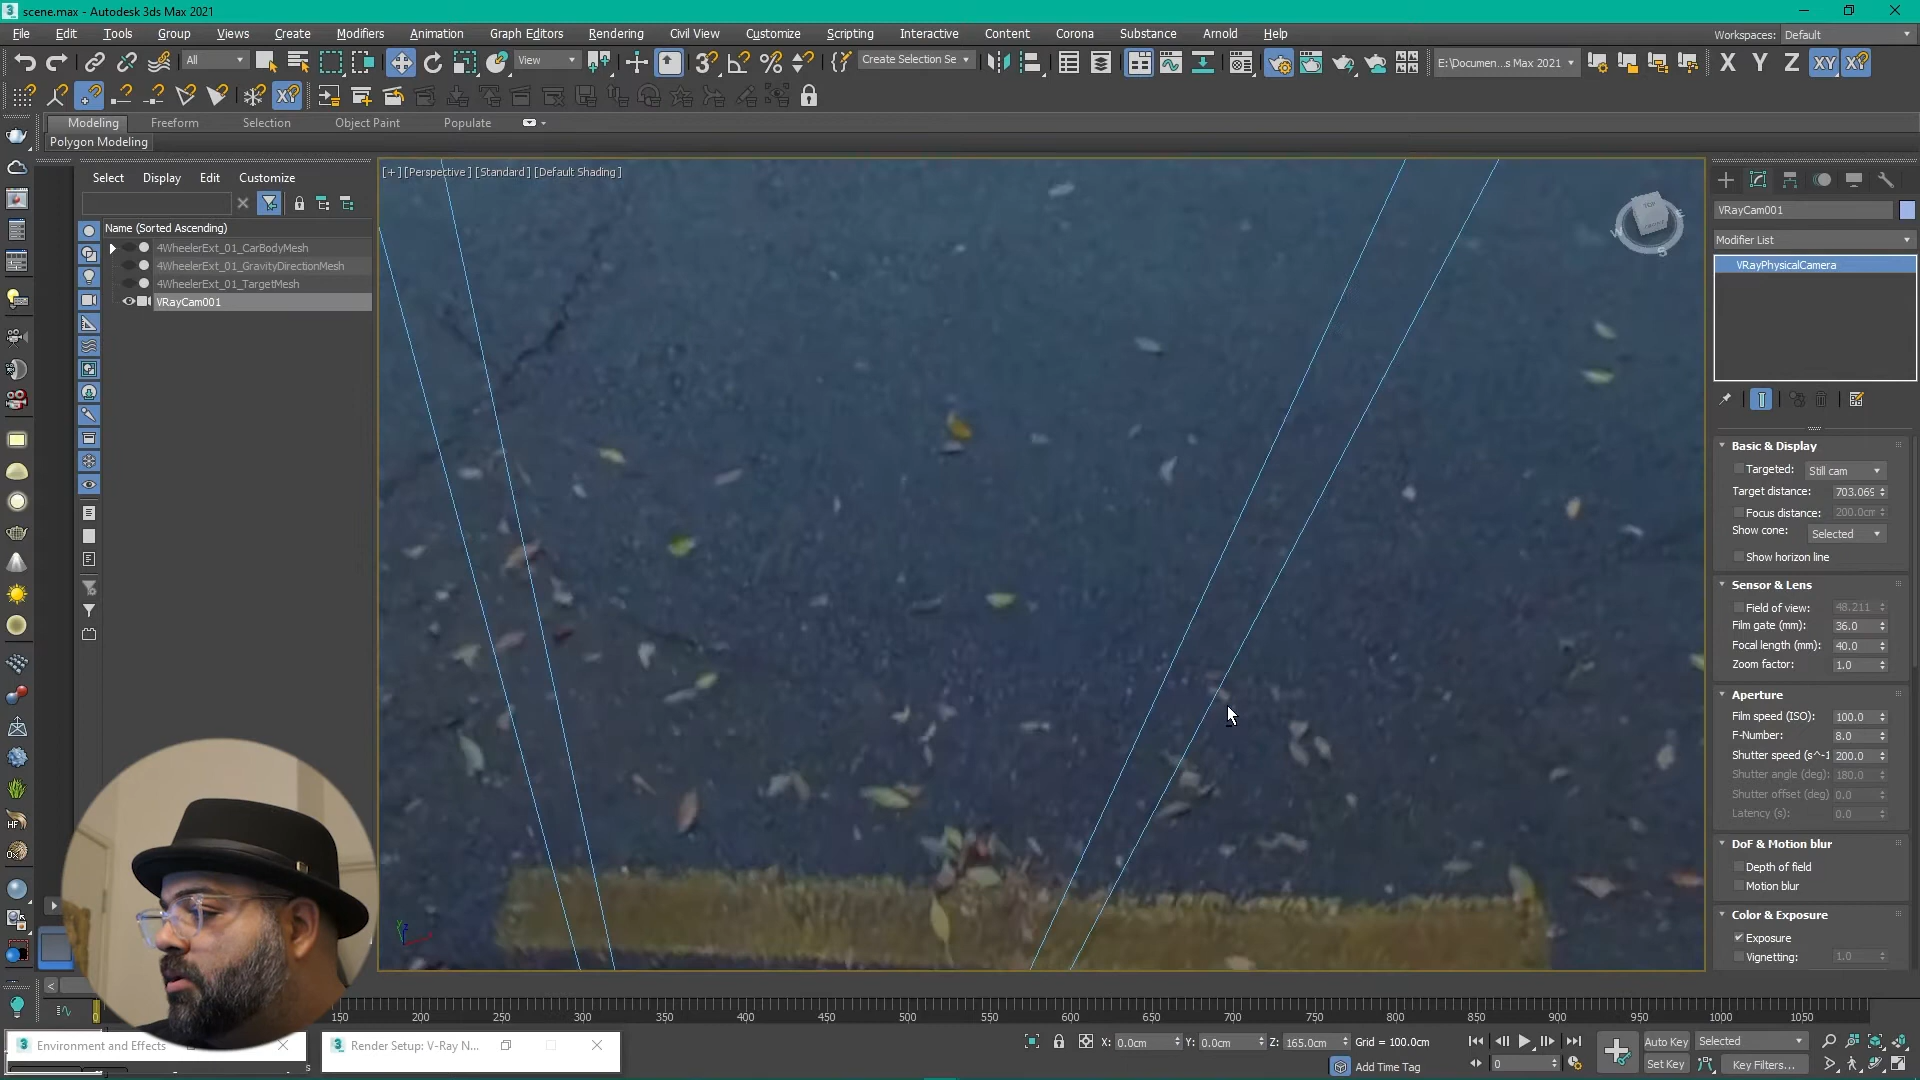 scene.max - Autodesk 3ds Max 2021
File Edit Tools Group Views Create Modifiers Animation Graph Editors Rendering Civil View Customize Scripting Interactive Content Corona Substance Arnold Help
Workspaces: Default
All View Create Selection Se E:\Documen...s Max 2021 X Y Z XY XY
Modeling Freeform Selection Object Paint Populate
Polygon Modeling
Select Display Edit Customize
Name (Sorted Ascending)
4WheelerExt_01_CarBodyMesh
4WheelerExt_01_GravityDirectionMesh
4WheelerExt_01_TargetMesh
VRayCam001
[+] [Perspective ] [Standard ] [Default Shading ]
TOP
W
S
VRayCam001
Modifier List
VRayPhysicalCamera
Basic & Display
Targeted: Still cam
Target distance: 703.069
Focus distance: 200.0cm
Show cone: Selected
Show horizon line
Sensor & Lens
Field of view: 48.211
Film gate (mm): 36.0
Focal length (mm): 40.0
Zoom factor: 1.0
Aperture
Film speed (ISO): 100.0
F-Number: 8.0
Shutter speed (s^-1 200.0
Shutter angle (deg): 180.0
Shutter offset (deg) 0.0
Latency (s): 0.0
DoF & Motion blur
Depth of field
Motion blur
Color & Exposure
Exposure
Vignetting: 1.0
150 200 250 300 350 400 450 500 550 600 650 700 750 800 850 900 950 1000 1050
Environment and Effects
Render Setup: V-Ray N...
X: 0.0cm Y: 0.0cm Z: 165.0cm Grid = 100.0cm
Add Time Tag
0
Auto Key Selected
Set Key Key Filters...